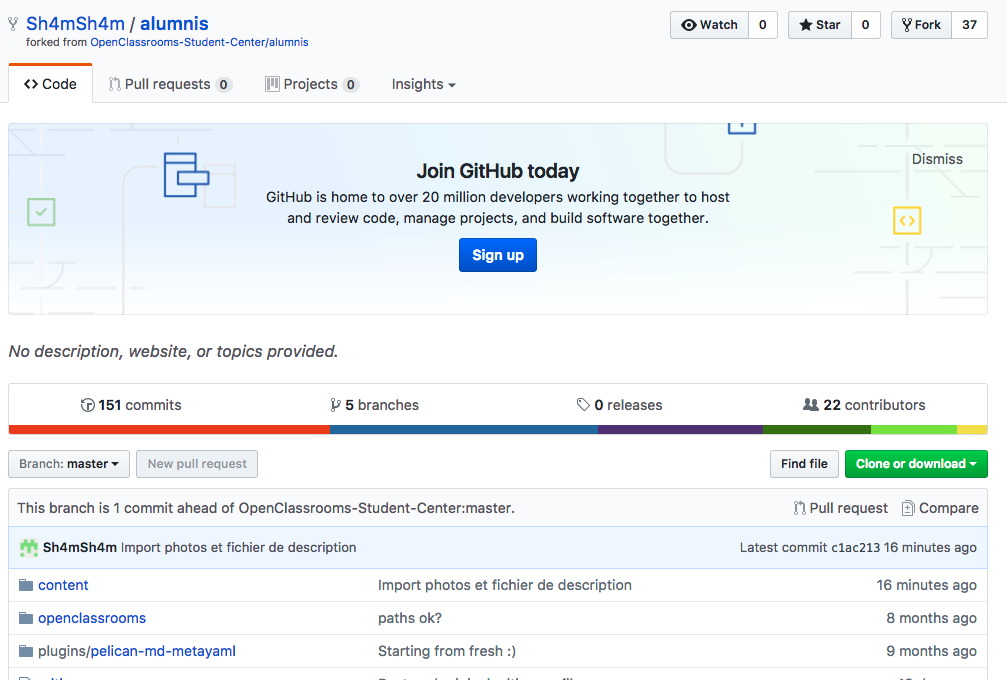 Sh4mSh4m / alumnis
Watch 0
Star 0
Fork 37
forked from OpenClassrooms-Student-Center/alumnis
Code
Pull requests 0
Projects 0
Insights
Join GitHub today
Dismiss
GitHub is home to over 20 million developers working together to host
and review code, manage projects, and build software together.
Sign up
No description, website, or topics provided.
151 commits
5 branches
0 releases
22 contributors
Branch: master
New pull request
Find file
Clone or download
This branch is 1 commit ahead of OpenClassrooms-Student-Center:master.
Pull request
Compare
Sh4mSh4m Import photos et fichier de description
Latest commit c1ac213 16 minutes ago
content
Import photos et fichier de description
16 minutes ago
openclassrooms
paths ok?
8 months ago
plugins/pelican-md-metayaml
Starting from fresh :)
9 months ago